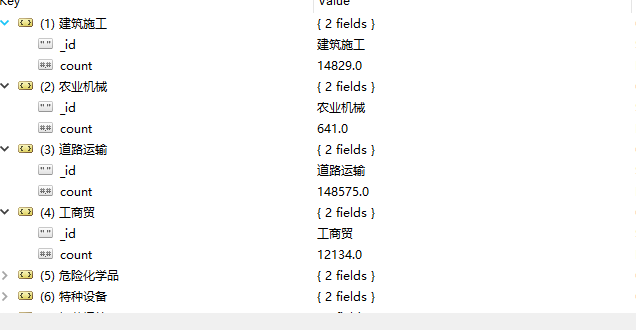 Key Value
(1) 建筑施工 { 2 fields }
_id 建筑施工
count 14829.0
(2) 农业机械 { 2 fields }
_id 农业机械
count 641.0
(3) 道路运输 { 2 fields }
_id 道路运输
count 148575.0
(4) 工商贸 { 2 fields }
_id 工商贸
count 12134.0
(5) 危险化学品 { 2 fields }
(6) 特种设备 { 2 fields }